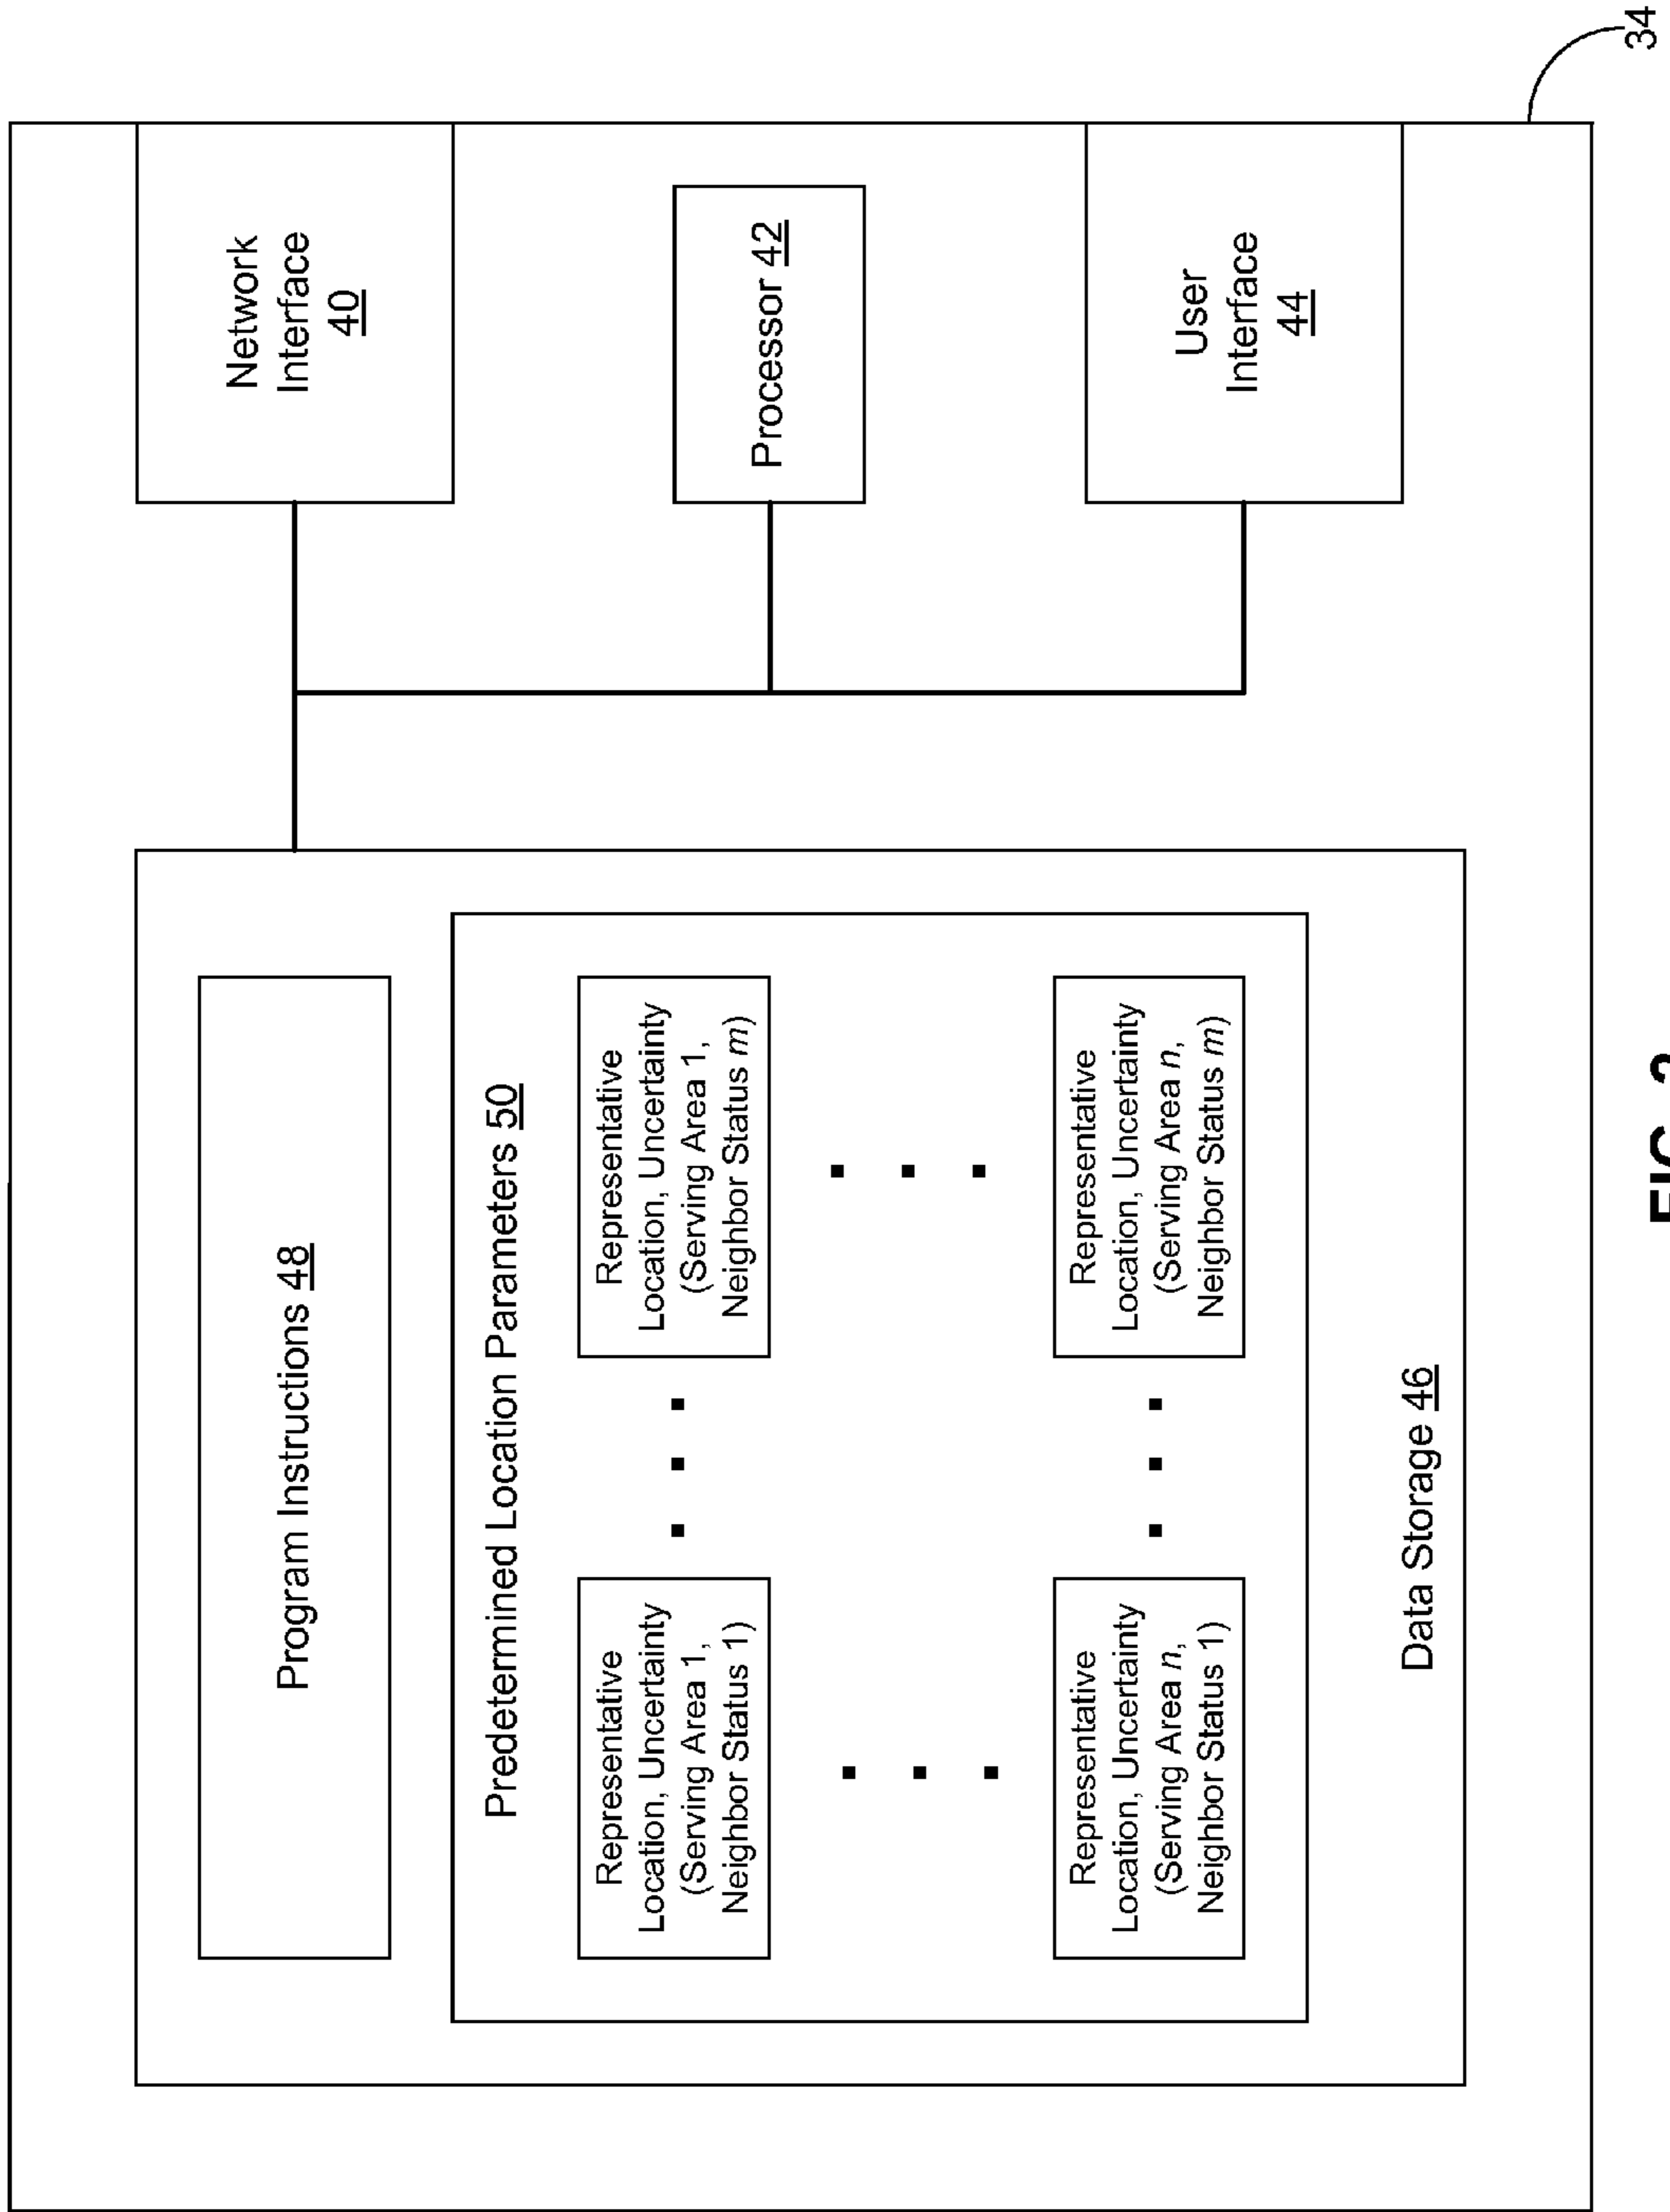 Program Instructions 48
Predetermined Location Parameters 50
Representative
Location, Uncertainty
(Serving Area 1,
Neighbor Status 1)
Representative
Location, Uncertainty
(Serving Area 1,
Neighbor Status m)
Representative
Location, Uncertainty
(Serving Area n,
Neighbor Status 1)
Representative
Location, Uncertainty
(Serving Area n,
Neighbor Status m)
Data Storage 46
Network
Interface
40
Processor 42
User
Interface
44
34
FIG.